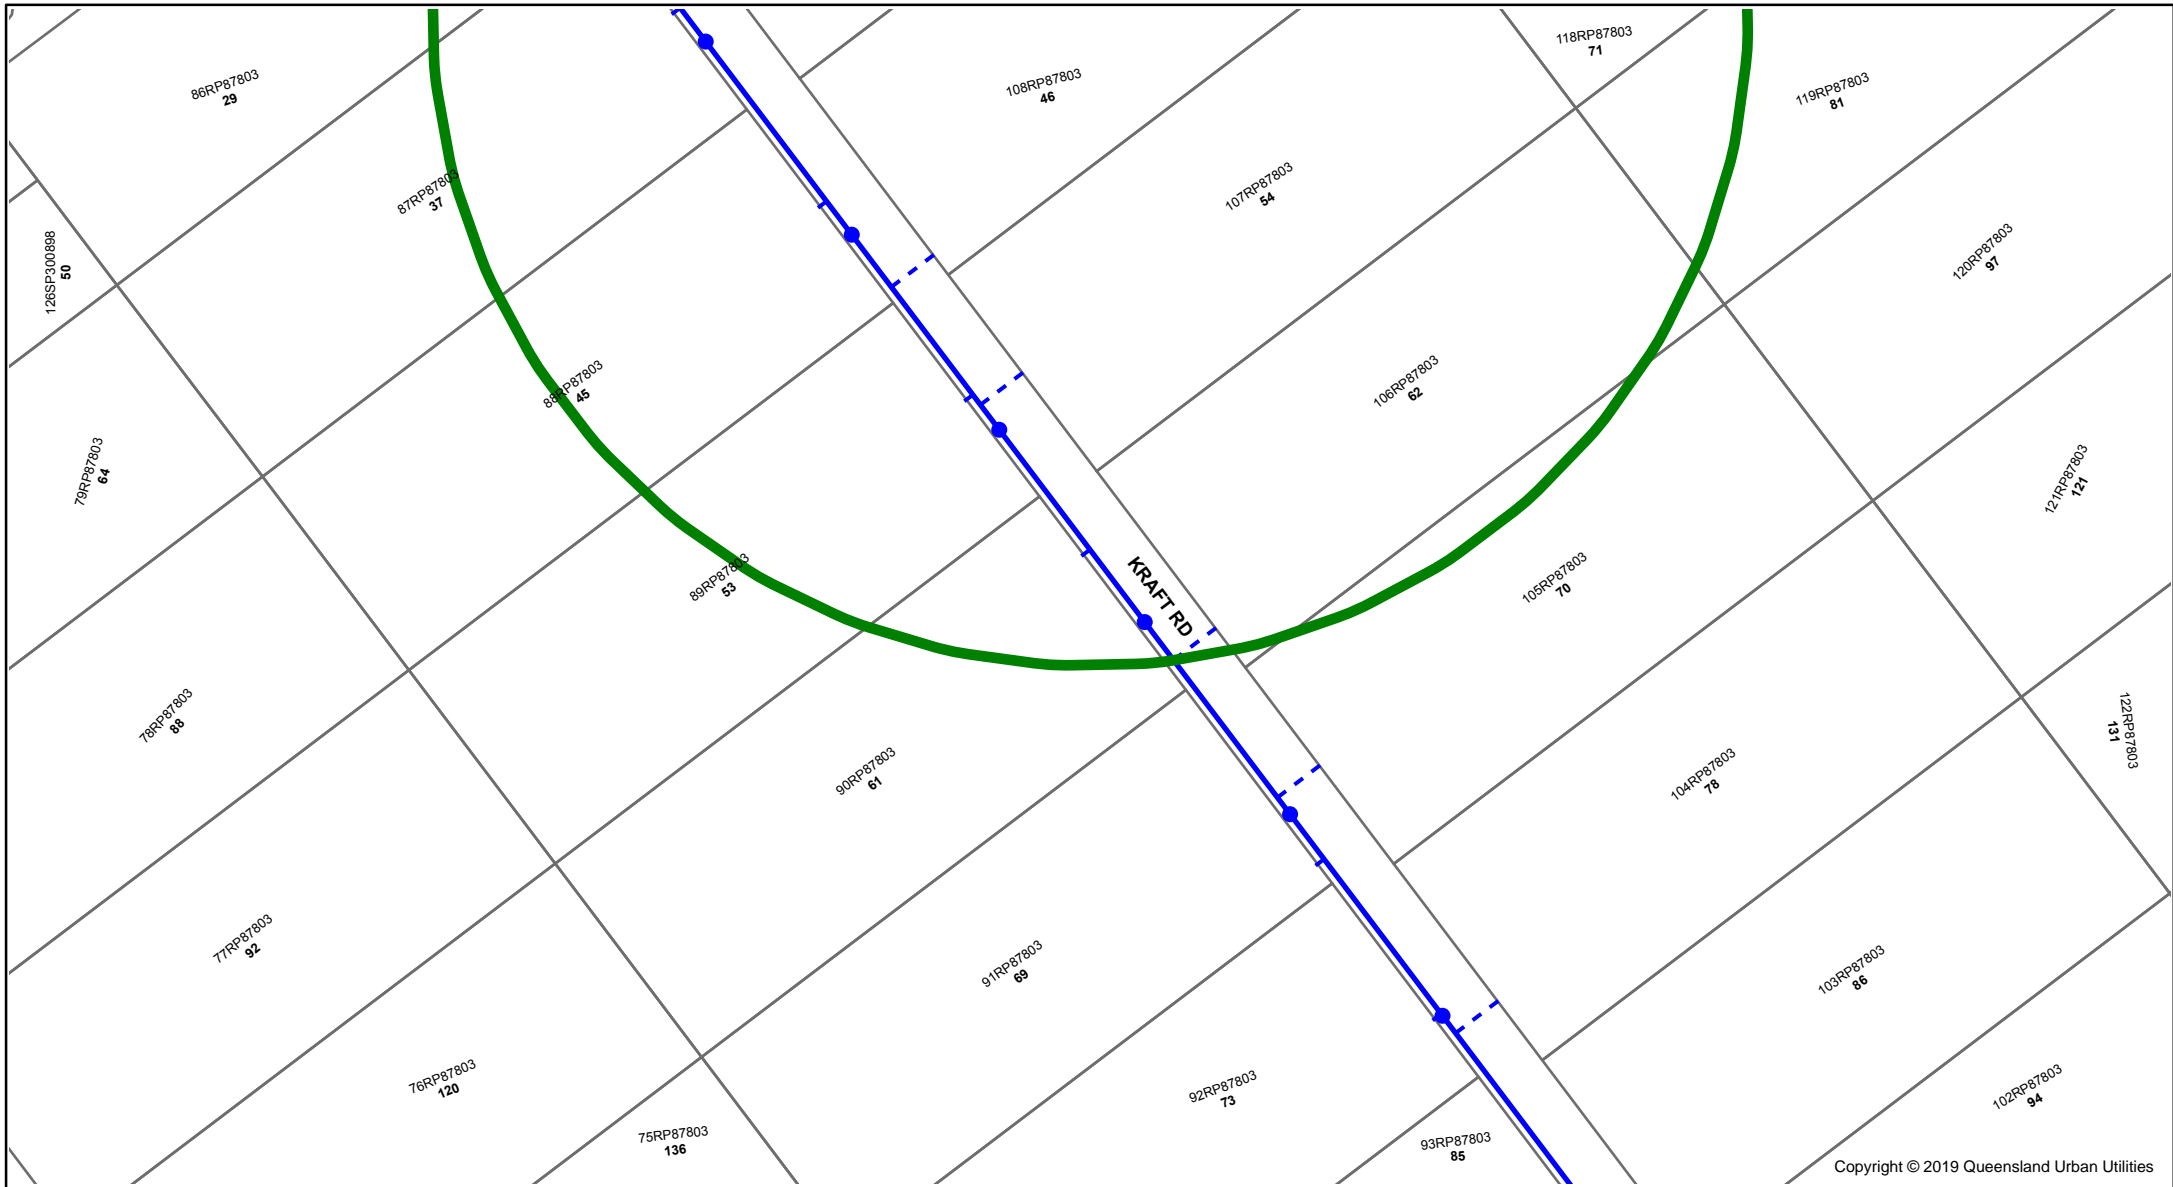 118RP87803
71
86RP87803
29
108RP87803
46
119RP87803
81
87RP87803
37
107RP87803
54
126SP300898
50
120RP87803
97
88RP87803
45
106RP87803
62
79RP87803
64
121RP87803
121
89RP87803
53
KRAFT RD
105RP87803
70
78RP87803
88
122RP87803
131
90RP87803
61
104RP87803
78
77RP87803
92
91RP87803
69
103RP87803
86
76RP87803
120
92RP87803
73
102RP87803
94
75RP87803
136
93RP87803
85
Copyright © 2019 Queensland Urban Utilities